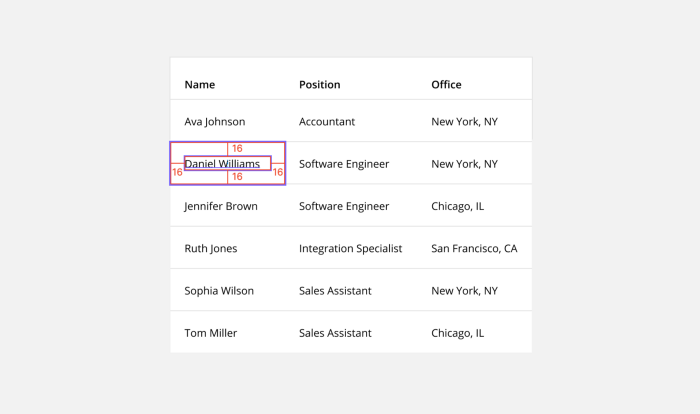 Name Position Office
Ava Johnson Accountant New York, NY
16
Daniel Williams Software Engineer New York, NY
16 16
16
Jennifer Brown Software Engineer Chicago, IL
Ruth Jones Integration Specialist San Francisco, CA
Sophia Wilson Sales Assistant New York, NY
Tom Miller Sales Assistant Chicago, IL